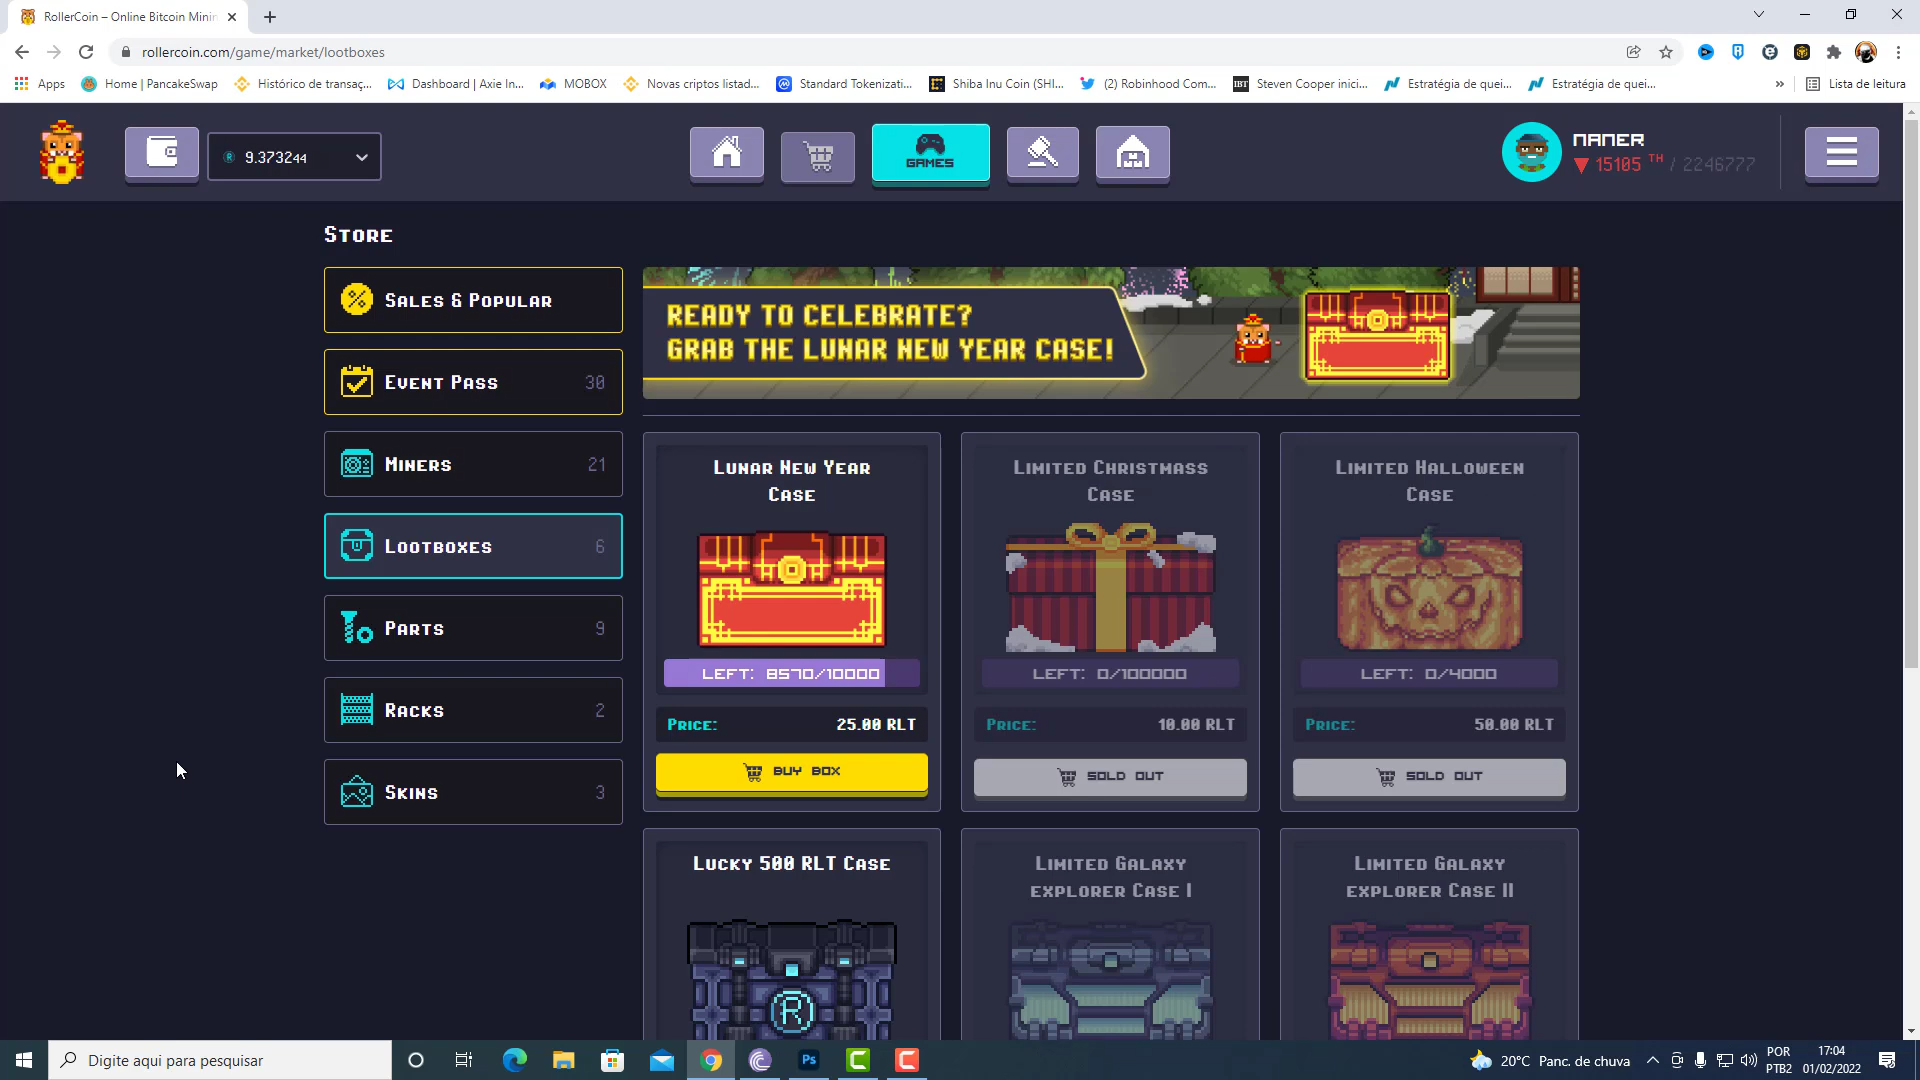 RollerCoin – Online Bitcoin Minin
rollercoin.com/game/market/lootboxes
Apps
Home | PancakeSwap
Histórico de transaç...
Dashboard | Axie In...
MOBOX
Novas criptos listad...
Standard Tokenizati...
Shiba Inu Coin (SHI...
(2) Robinhood Com...
IBT
Steven Cooper inici...
Estratégia de quei...
Estratégia de quei...
»
Lista de leitura
9.373244
GAMES
NANER
15105 TH / 2246777
STORE
SALES & POPULAR
EVENT PASS 30
MINERS 21
LOOTBOXES 6
PARTS 9
RACKS 2
SKINS 3
READY TO CELEBRATE?
GRAB THE LUNAR NEW YEAR CASE!
LUNAR NEW YEAR
CASE
LEFT: 8570/10000
PRICE: 25.00 RLT
BUY BOX
LIMITED CHRISTMASS
CASE
LEFT: 0/100000
PRICE: 10.00 RLT
SOLD OUT
LIMITED HALLOWEEN
CASE
LEFT: 0/4000
PRICE: 50.00 RLT
SOLD OUT
LUCKY 500 RLT CASE
R
LIMITED GALAXY
EXPLORER CASE I
LIMITED GALAXY
EXPLORER CASE II
Digite aqui para pesquisar
Ps
20°C Panc. de chuva
POR
PTB2
17:04
01/02/2022